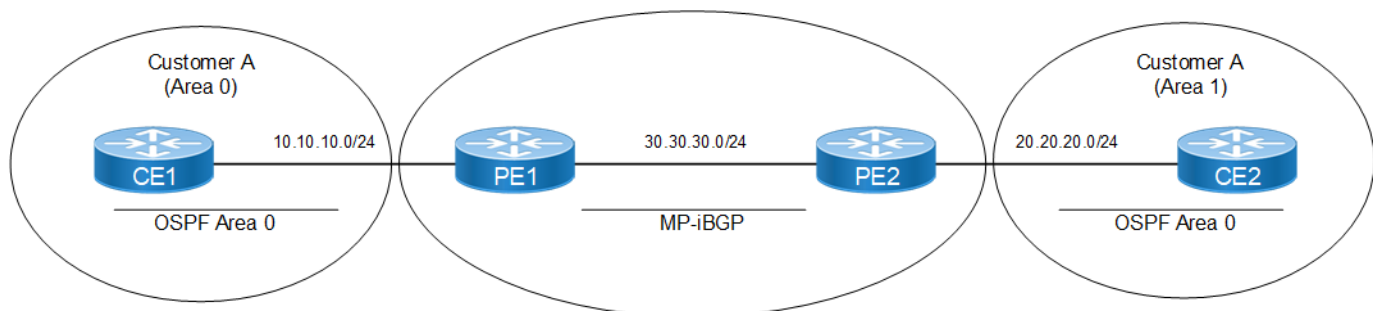 Customer A
(Area 0)
Customer A
(Area 1)
10.10.10.0/24
30.30.30.0/24
20.20.20.0/24
CE1
PE1
PE2
CE2
OSPF Area 0
MP-iBGP
OSPF Area 0